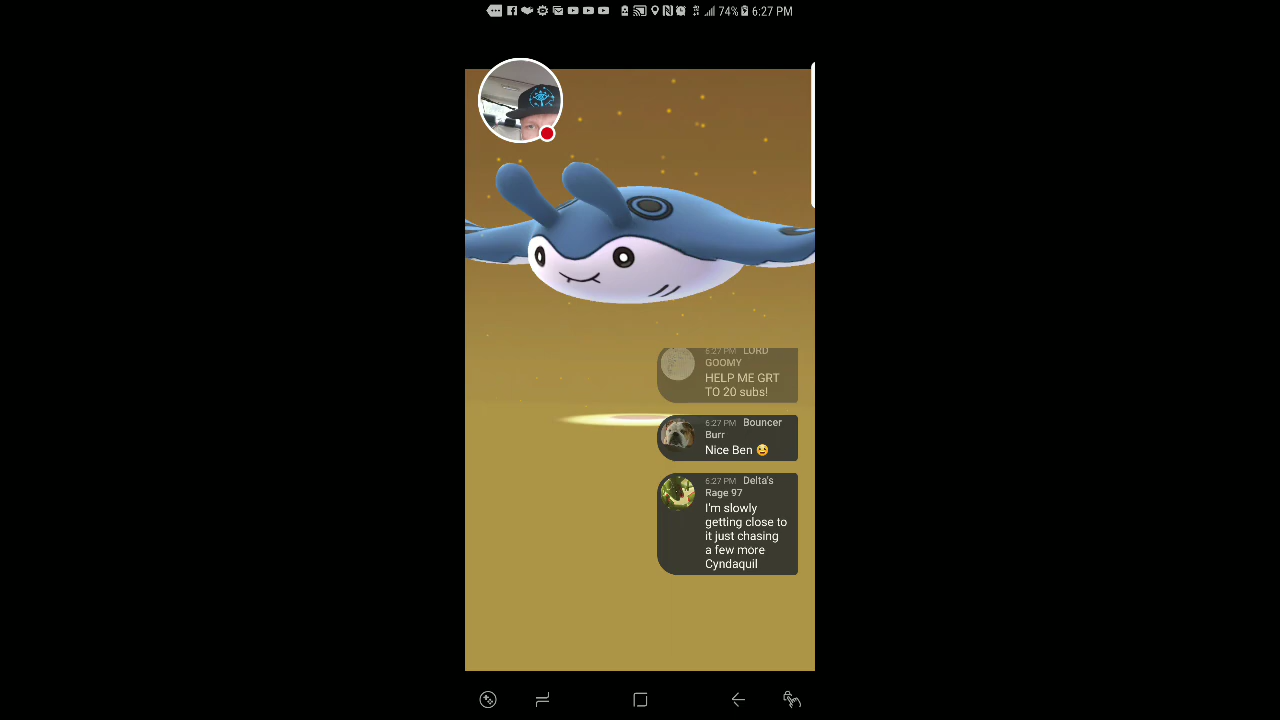 74% 6:27 PM
6:27 PM LORD
GOOMY
HELP ME GRT
TO 20 subs!
6:27 PM Bouncer
Burr
Nice Ben 😉
6:27 PM Delta's
Rage 97
I'm slowly
getting close to
it just chasing
a few more
Cyndaquil